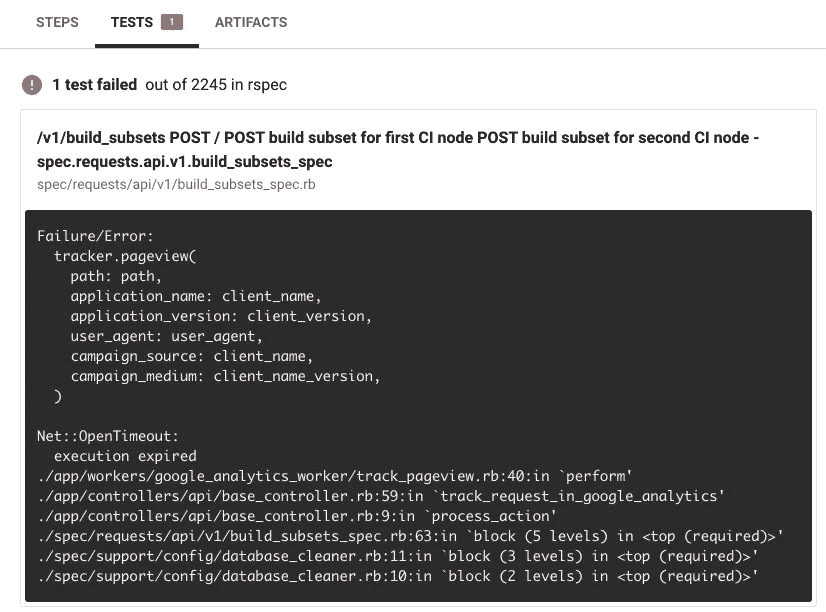 STEPS TESTS 1 ARTIFACTS
! 1 test failed out of 2245 in rspec
/v1/build_subsets POST / POST build subset for first CI node POST build subset for second CI node -
spec.requests.api.v1.build_subsets_spec
spec/requests/api/v1/build_subsets_spec.rb
Failure/Error:
  tracker.pageview(
    path: path,
    application_name: client_name,
    application_version: client_version,
    user_agent: user_agent,
    campaign_source: client_name,
    campaign_medium: client_name_version,
  )
Net::OpenTimeout:
  execution expired
./app/workers/google_analytics_worker/track_pageview.rb:40:in `perform'
./app/controllers/api/base_controller.rb:59:in `track_request_in_google_analytics'
./app/controllers/api/base_controller.rb:9:in `process_action'
./spec/requests/api/v1/build_subsets_spec.rb:63:in `block (5 levels) in <top (required)>'
./spec/support/config/database_cleaner.rb:11:in `block (3 levels) in <top (required)>'
./spec/support/config/database_cleaner.rb:10:in `block (2 levels) in <top (required)>'